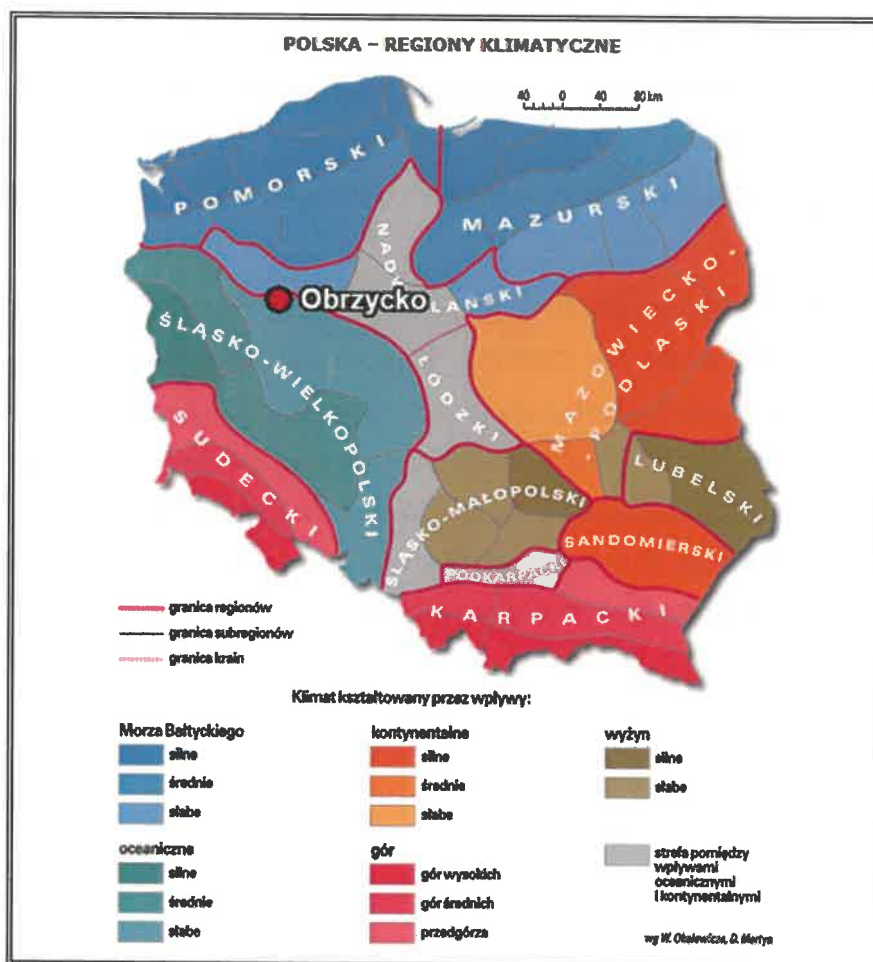 POLSKA – REGIONY KLIMATYCZNE
40 0 40 80 km
POMORSKI
MAZURSKI
NADWIŚLAŃSKI
Obrzycko
MAZOWIECKO-
-PODLASKI
ŚLĄSKO-WIELKOPOLSKI
ŁÓDZKI
SUDECKI
LUBELSKI
ŚLĄSKO-MAŁOPOLSKI
SANDOMIERSKI
PODKARPACKI
KARPACKI
granica regionów
granica subregionów
granica krain
Klimat kształtowany przez wpływy:
Morza Bałtyckiego
silne
średnie
słabe
oceaniczne
silne
średnie
słabe
kontynentalne
silne
średnie
słabe
gór
gór wysokich
gór średnich
przedgórza
wyżyn
silne
słabe
strefa pomiędzy
wpływami
oceanicznymi
i kontynentalnymi
wg W. Okołowicza, D. Martyn